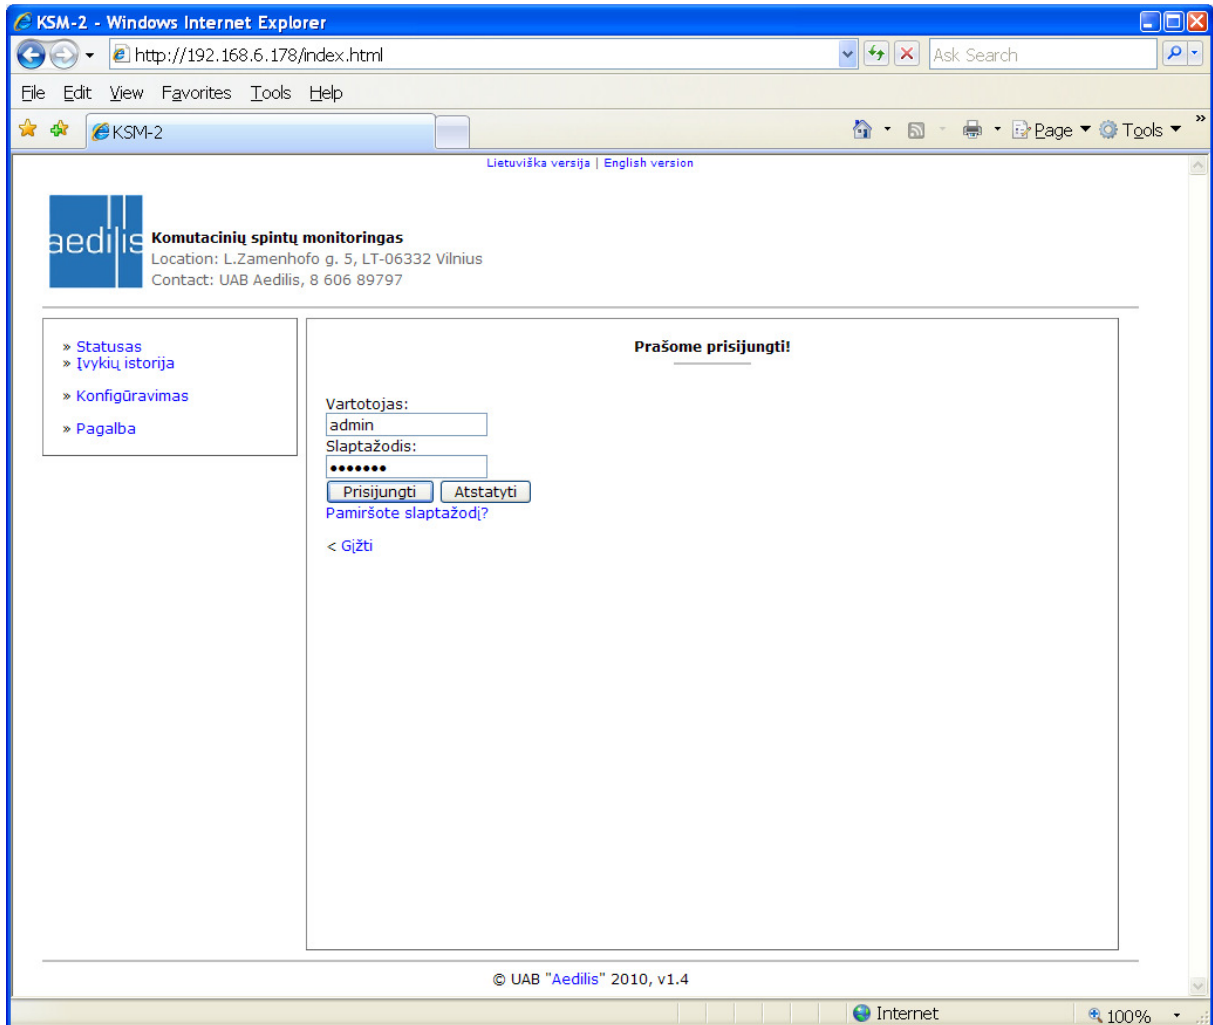 KSM-2 - Windows Internet Explorer
http://192.168.6.178/index.html
Ask Search
File Edit View Favorites Tools Help
KSM-2
Page Tools
Lietuviška versija | English version
aedilis
Komutacinių spintų monitoringas
Location: L.Zamenhofo g. 5, LT-06332 Vilnius
Contact: UAB Aedilis, 8 606 89797
» Statusas
» Įvykių istorija
» Konfigūravimas
» Pagalba
Prašome prisijungti!
Vartotojas:
admin
Slaptažodis:
•••••••
Prisijungti Atstatyti
Pamiršote slaptažodį?
< Gįžti
© UAB "Aedilis" 2010, v1.4
Internet
100%